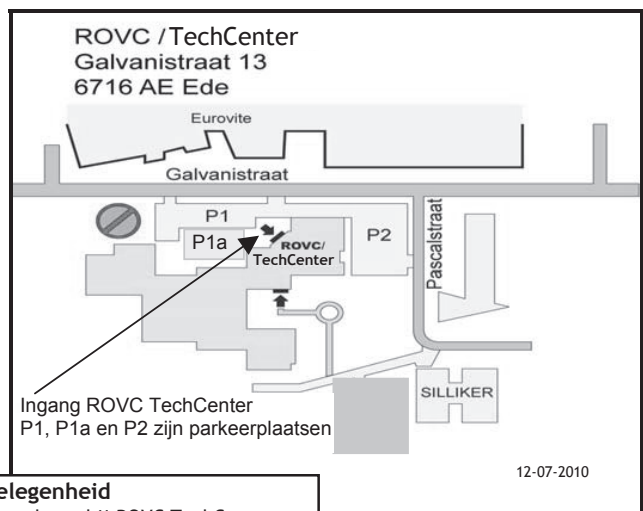 ROVC / TechCenter
Galvanistraat 13
6716 AE Ede
Eurovite
Galvanistraat
P1
P1a
ROVC/
TechCenter
P2
Pascalstraat
SILLIKER
Ingang ROVC TechCenter
P1, P1a en P2 zijn parkeerplaatsen
12-07-2010
elegenheid